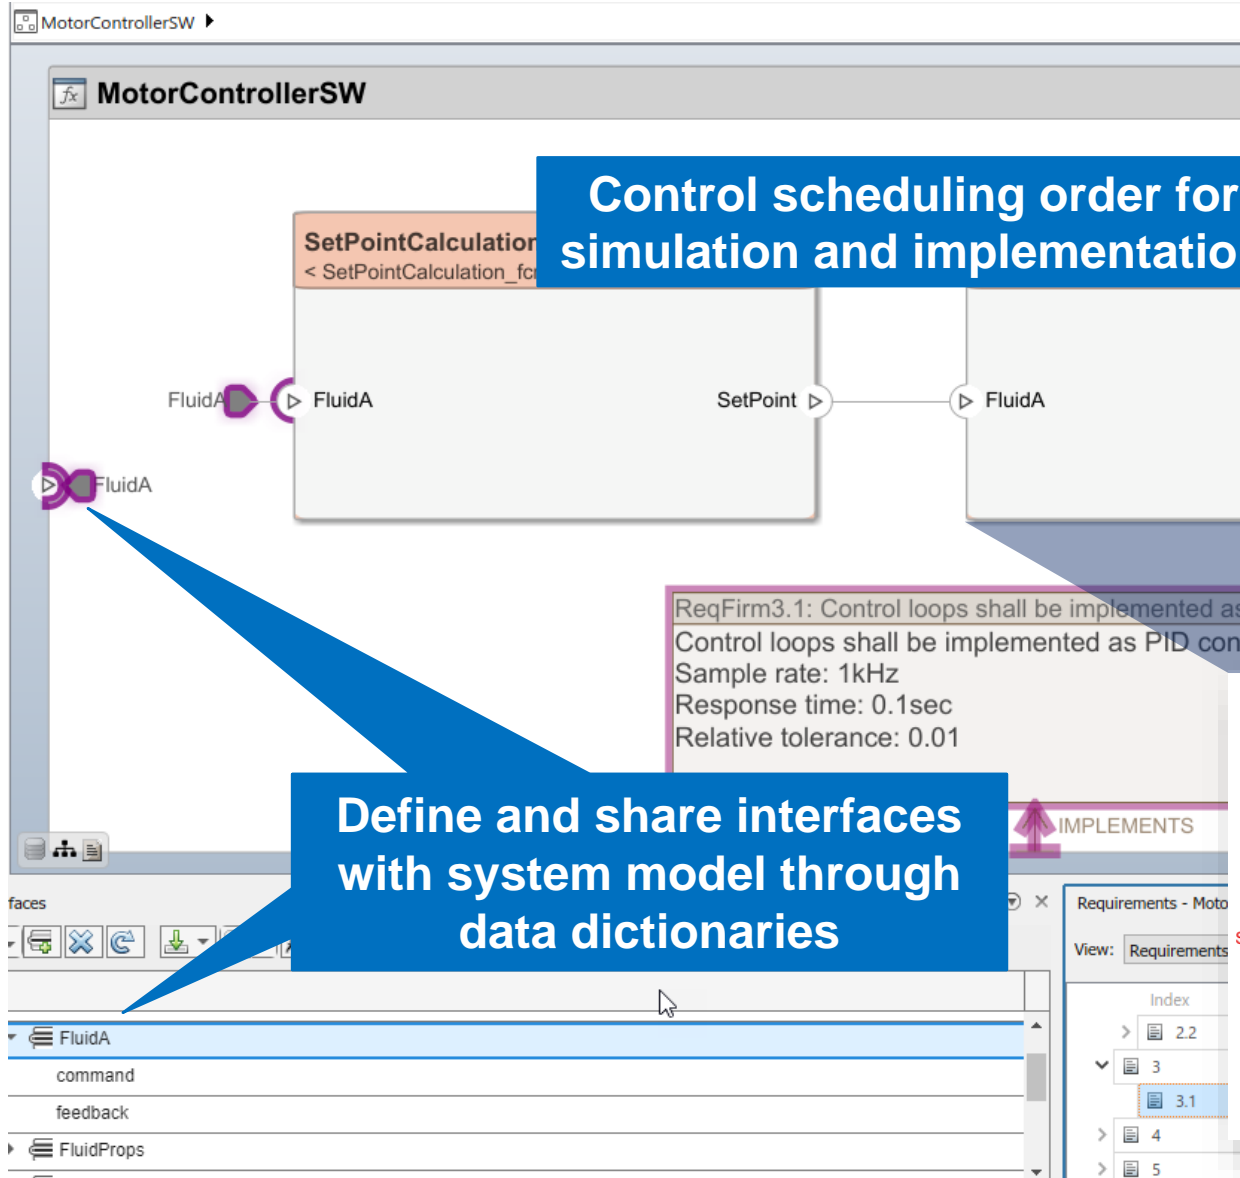 MotorControllerSW
MotorControllerSW
Control scheduling order for
simulation and implementatio
SetPointCalculation
< SetPointCalculation_fc
FluidA
FluidA
SetPoint
FluidA
FluidA
ReqFirm3.1: Control loops shall be implemented as
Control loops shall be implemented as PID con
Sample rate: 1kHz
Response time: 0.1sec
Relative tolerance: 0.01
IMPLEMENTS
Define and share interfaces
with system model through
data dictionaries
faces
Requirements - Moto
View: Requirements
Index
2.2
3
3.1
4
5
FluidA
command
feedback
FluidProps